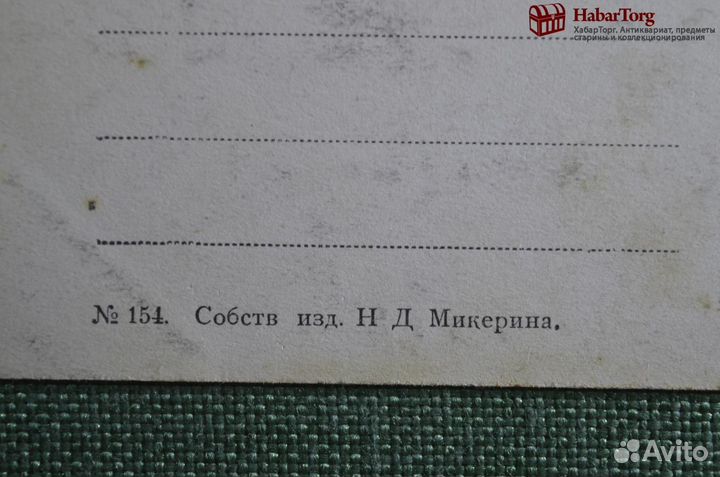 HabarTorg
ХабарТорг. Антиквариат, предметы
старины и коллекционирования
№ 154. Собств изд. Н Д Микерина.
Avito